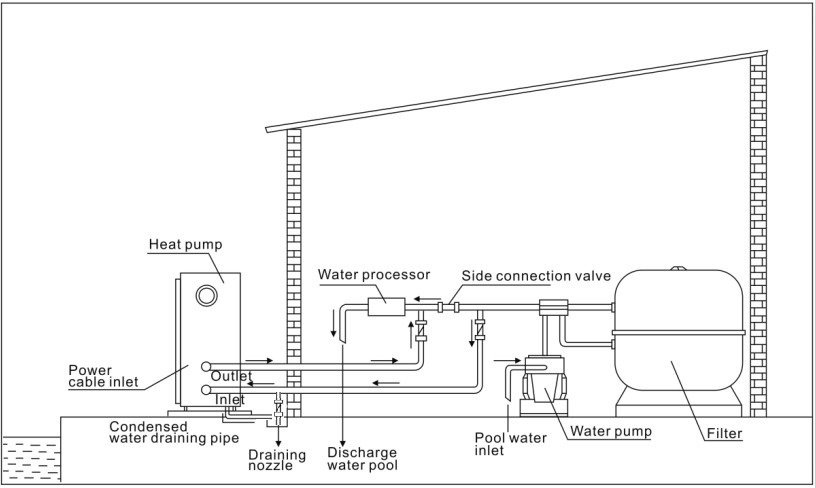 Heat pump
Water processor
Side connection valve
Power
cable inlet
Outlet
Inlet
Condensed
water draining pipe
Draining
nozzle
Discharge
water pool
Pool water
inlet
Water pump
Filter